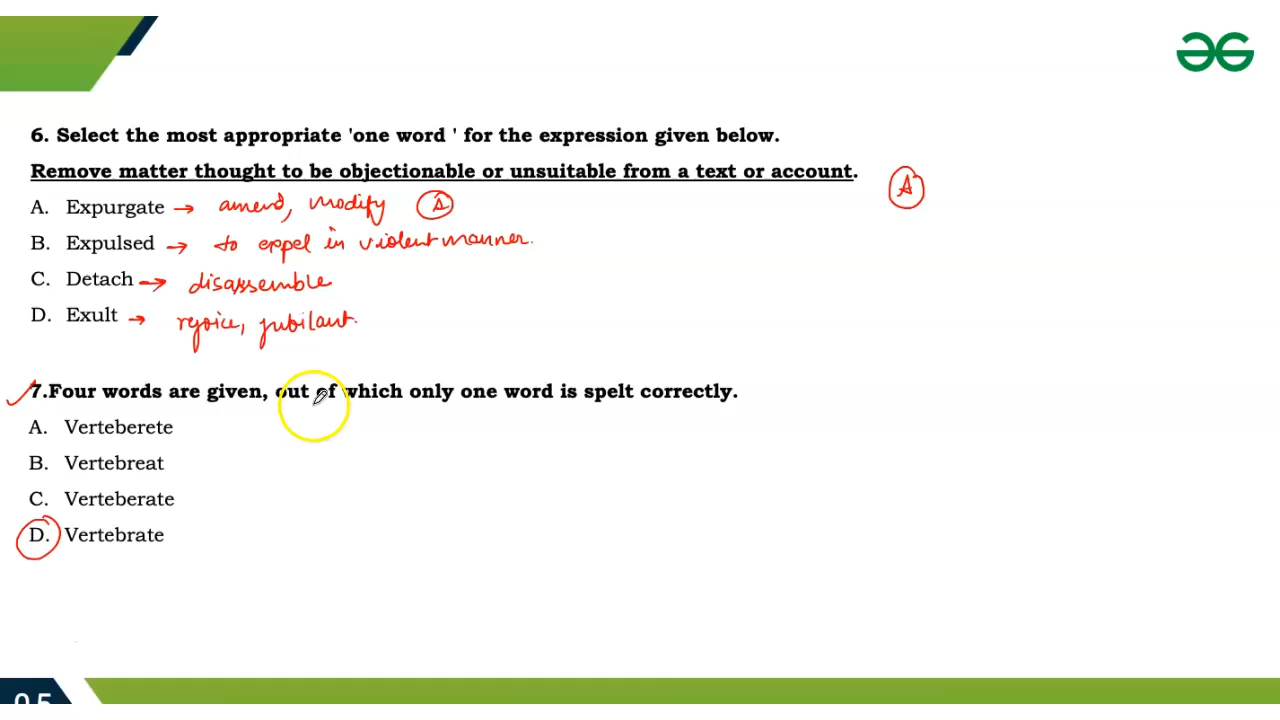 6. Select the most appropriate 'one word ' for the expression given below.
Remove matter thought to be objectionable or unsuitable from a text or account.
A
A. Expurgate → amend, modify A
B. Expulsed → to eppel in violent manner.
C. Detach → disassemble
D. Exult → rejoice, jubilant.
7.Four words are given, out of which only one word is spelt correctly.
A. Verteberete
B. Vertebreat
C. Verteberate
D. Vertebrate
05